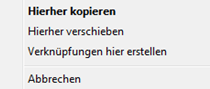 Hierher kopieren
Hierher verschieben
Verknüpfungen hier erstellen
Abbrechen